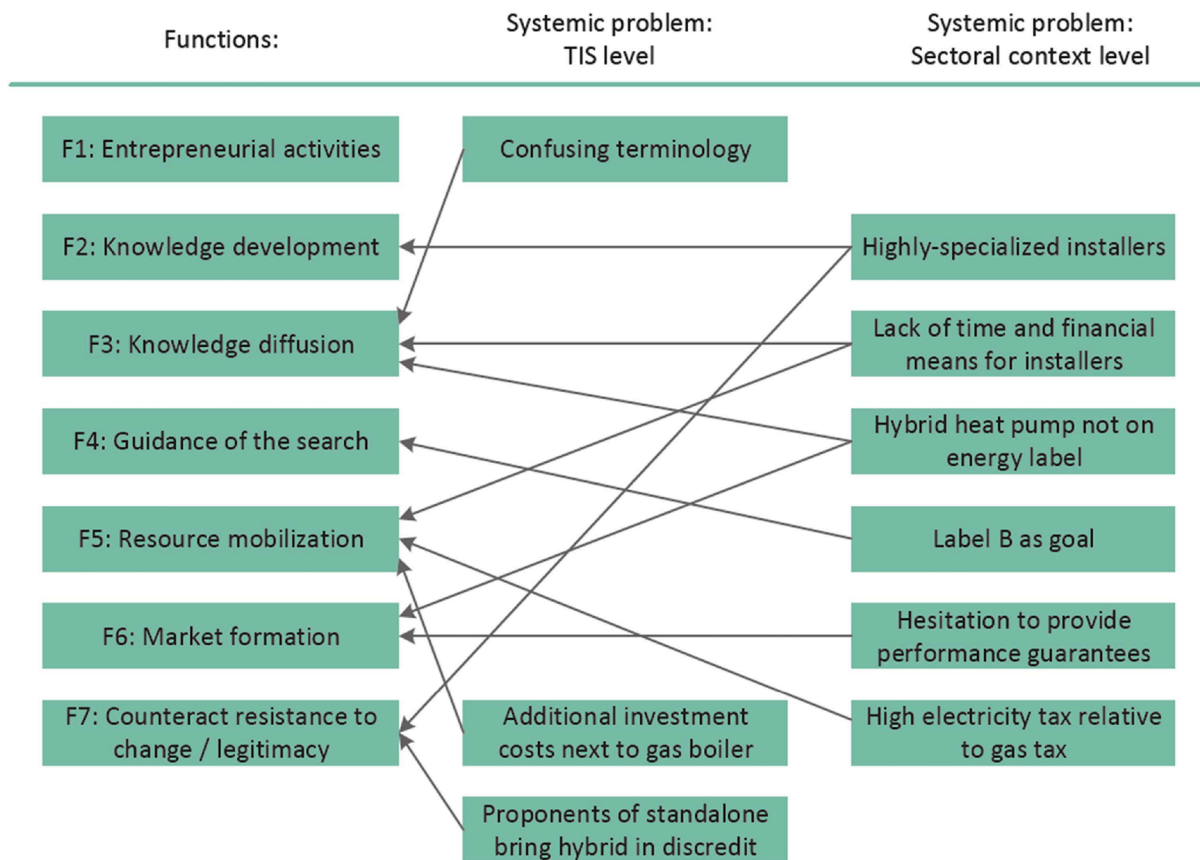 Functions:
Systemic problem:
TIS level
Systemic problem:
Sectoral context level
F1: Entrepreneurial activities
Confusing terminology
F2: Knowledge development
Highly-specialized installers
F3: Knowledge diffusion
Lack of time and financial
means for installers
F4: Guidance of the search
Hybrid heat pump not on
energy label
F5: Resource mobilization
Label B as goal
F6: Market formation
Hesitation to provide
performance guarantees
F7: Counteract resistance to
change / legitimacy
Additional investment
costs next to gas boiler
High electricity tax relative
to gas tax
Proponents of standalone
bring hybrid in discredit